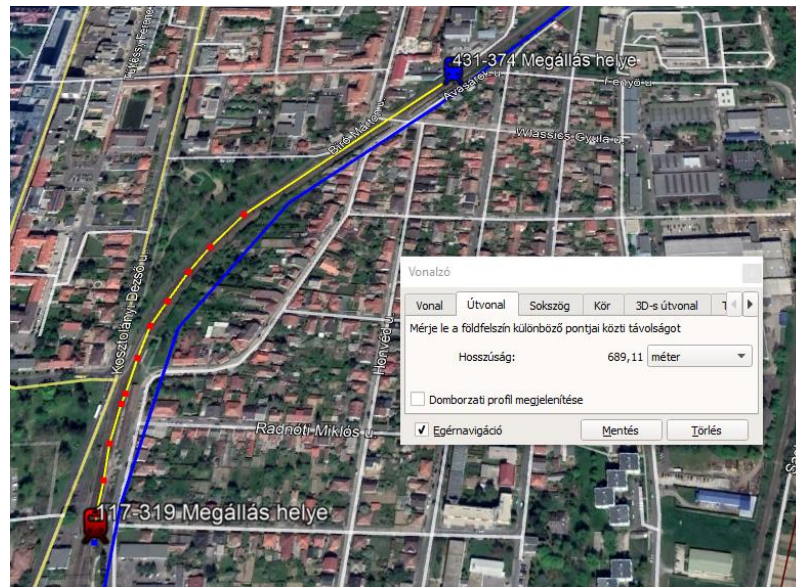 431-374 Megállás helye
Avasárok u.
Fenyő u.
Bíró Márton u.
Wlassics Gyula u.
Kosztolányi Dezső u.
Honvéd u.
Radnóti Miklós u.
117-319 Megállás helye
Vonalzó
Vonal
Útvonal
Sokszög
Kör
3D-s útvonal
Mérje le a földfelszín különböző pontjai közti távolságot
Hosszúság:
689,11
méter
Domborzati profil megjelenítése
Egérnavigáció
Mentés
Törlés